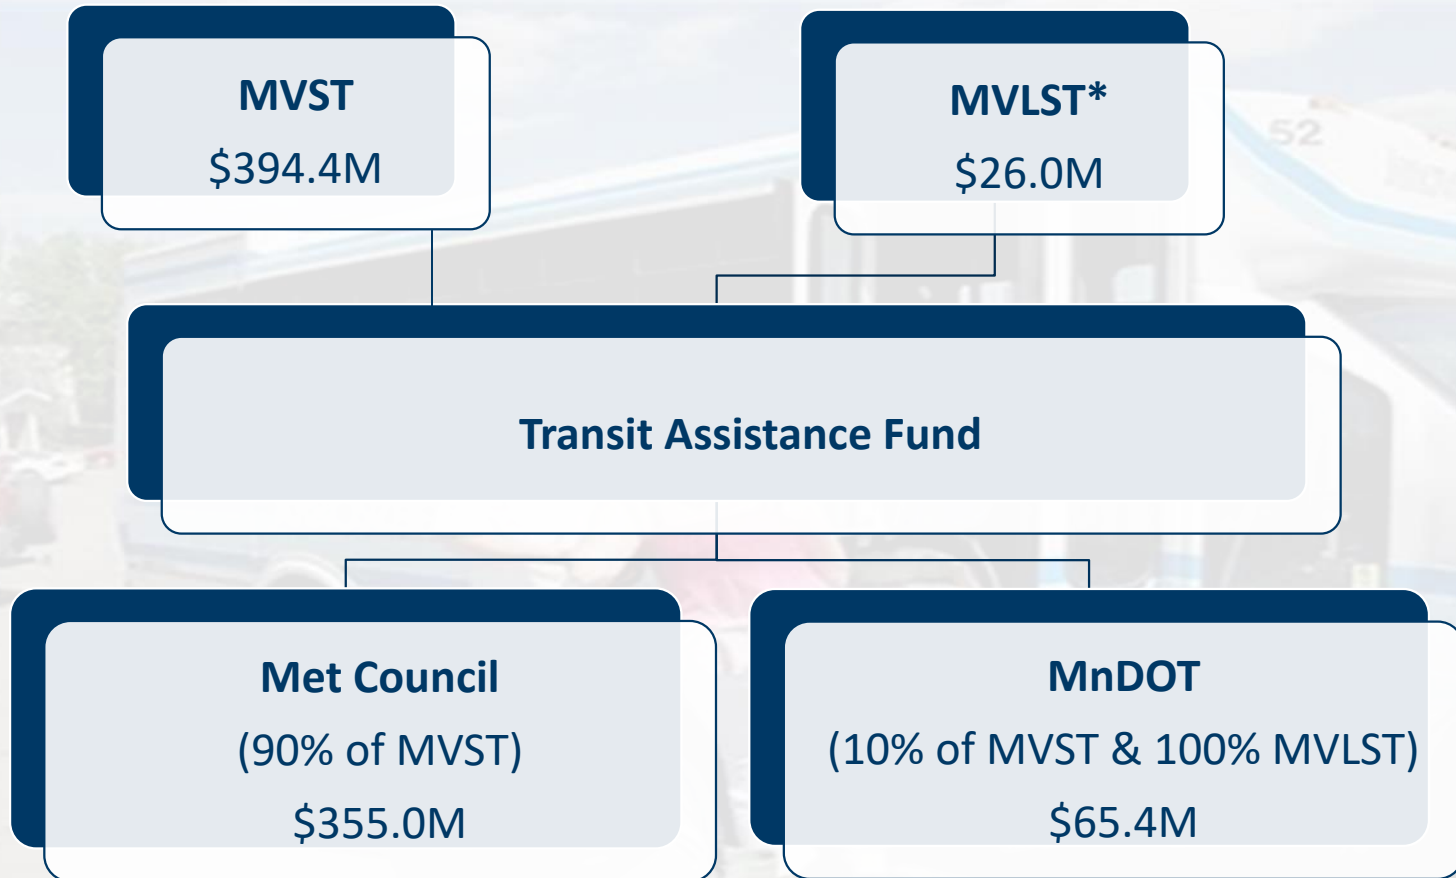 MVST
$394.4M
MVLST*
$26.0M
52
Transit Assistance Fund
Met Council
(90% of MVST)
$355.0M
MnDOT
(10% of MVST & 100% MVLST)
$65.4M